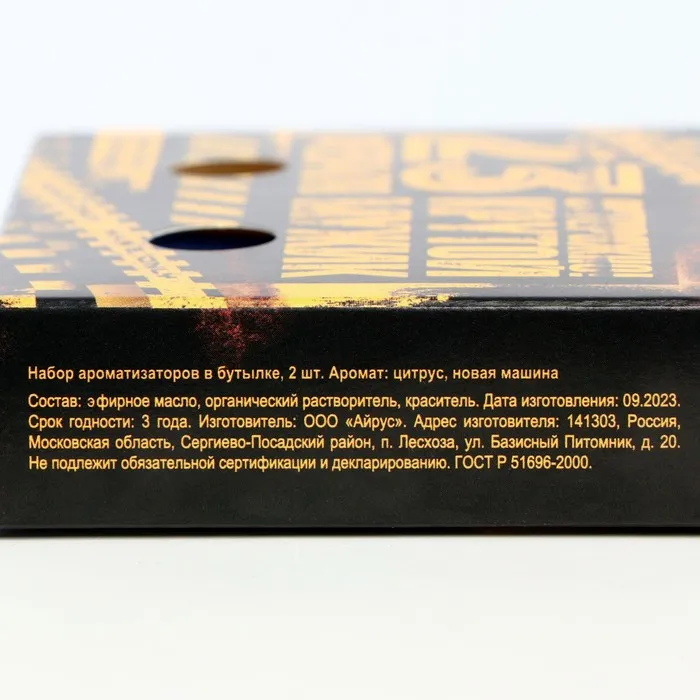 Набор ароматизаторов в бутылке, 2 шт. Аромат: цитрус, новая машина
Состав: эфирное масло, органический растворитель, краситель. Дата изготовления: 09.2023.
Срок годности: 3 года. Изготовитель: ООО «Айрус». Адрес изготовителя: 141303, Россия,
Московская область, Сергиево-Посадский район, п. Лесхоза, ул. Базисный Питомник, д. 20.
Не подлежит обязательной сертификации и декларированию. ГОСТ Р 51696-2000.